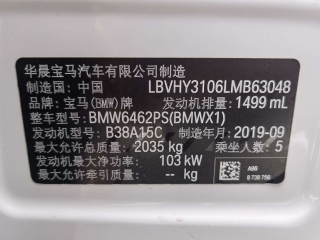 华晨宝马汽车有限公司制造
制造国：中国 LBVHY3106LMB63048
品牌：宝马(BMW)牌 发动机排量：1499 mL
整车型号：BMW6462PS(BMWX1)
发动机型号：B38A15C 制造年月：2019-09
最大允许总质量：2035 kg 乘坐人数：5
发动机最大净功率：103 kW
最大允许牵引质量：-- kg
A96